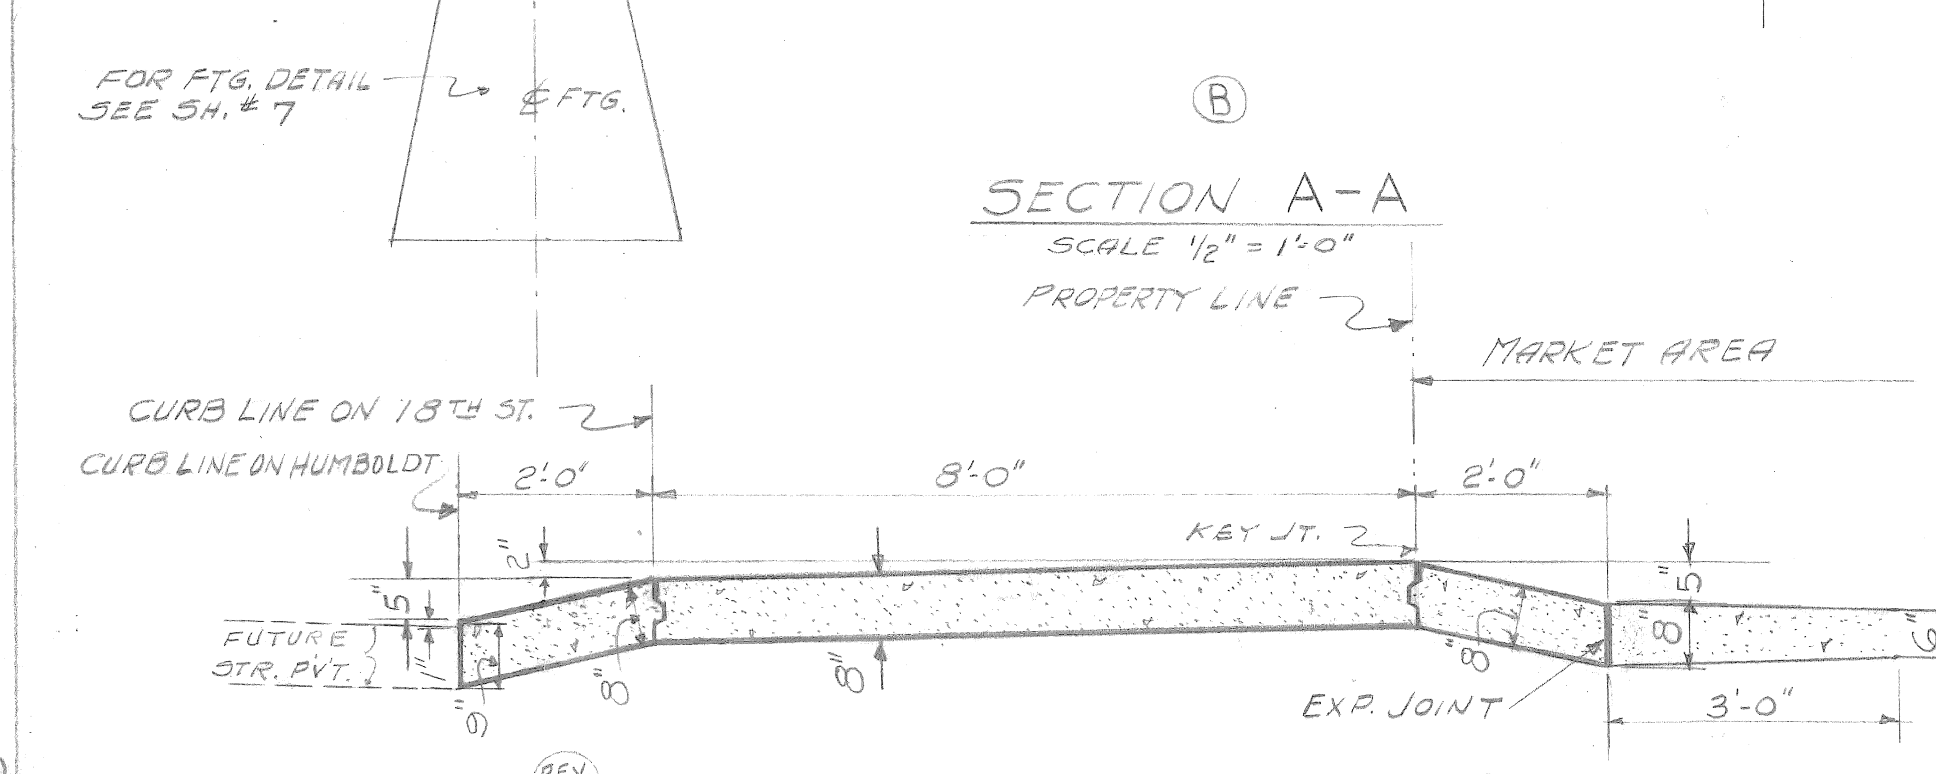 FOR FTG. DETAIL
SEE SH. # 7
℄ FTG.
B
SECTION A-A
SCALE 1/2" = 1'-0"
PROPERTY LINE
MARKET AREA
CURB LINE ON 18TH ST.
CURB LINE ON HUMBOLDT
2'-0"
8'-0"
2'-0"
KEY JT.
2"
5"
5"
FUTURE
STR. PV'T.
1"
9"
8"
8"
8"
8"
6"
EXP. JOINT
3'-0"
REV